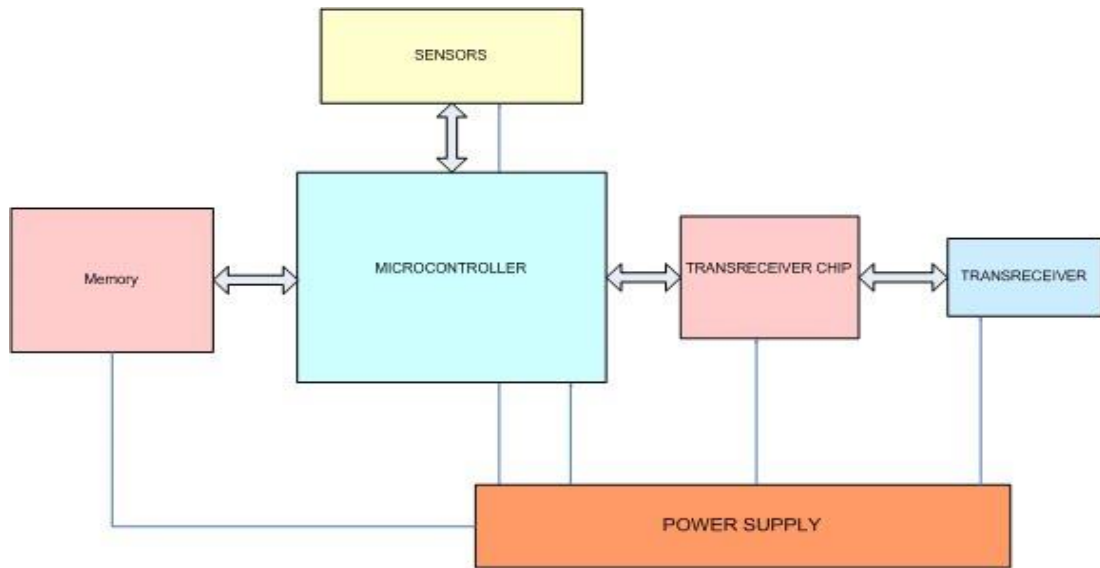 SENSORS
Memory
MICROCONTROLLER
TRANSRECEIVER CHIP
TRANSRECEIVER
POWER SUPPLY